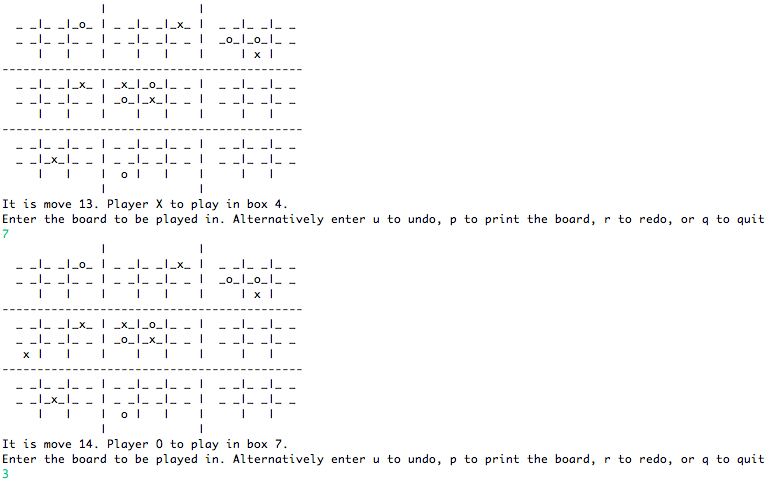 |                |
  _ _|_ _|_o_ | _ _|_ _|_x_ |  _ _|_ _|_ _
  _ _|_ _|_ _ | _ _|_ _|_ _ | _o_|_o_|_ _
     |   |    |    |   |    |    | x |
------------------------------------------
  _ _|_ _|_x_ | _x_|_o_|_ _ |  _ _|_ _|_ _
  _ _|_ _|_ _ | _o_|_x_|_ _ |  _ _|_ _|_ _
     |   |    |    |   |    |    |   |
------------------------------------------
  _ _|_ _|_ _ | _ _|_ _|_ _ |  _ _|_ _|_ _
  _ _|_x_|_ _ | _ _|_ _|_ _ |  _ _|_ _|_ _
     |   |    |  o |   |    |    |   |
              |             |
It is move 13. Player X to play in box 4.
Enter the board to be played in. Alternatively enter u to undo, p to print the board, r to redo, or q to quit
7
              |             |
  _ _|_ _|_o_ | _ _|_ _|_x_ |  _ _|_ _|_ _
  _ _|_ _|_ _ | _ _|_ _|_ _ | _o_|_o_|_ _
     |   |    |    |   |    |    | x |
------------------------------------------
  _ _|_ _|_x_ | _x_|_o_|_ _ |  _ _|_ _|_ _
  _ _|_ _|_ _ | _o_|_x_|_ _ |  _ _|_ _|_ _
   x |   |    |    |   |    |    |   |
------------------------------------------
  _ _|_ _|_ _ | _ _|_ _|_ _ |  _ _|_ _|_ _
  _ _|_x_|_ _ | _ _|_ _|_ _ |  _ _|_ _|_ _
     |   |    |  o |   |    |    |   |
              |             |
It is move 14. Player O to play in box 7.
Enter the board to be played in. Alternatively enter u to undo, p to print the board, r to redo, or q to quit
3